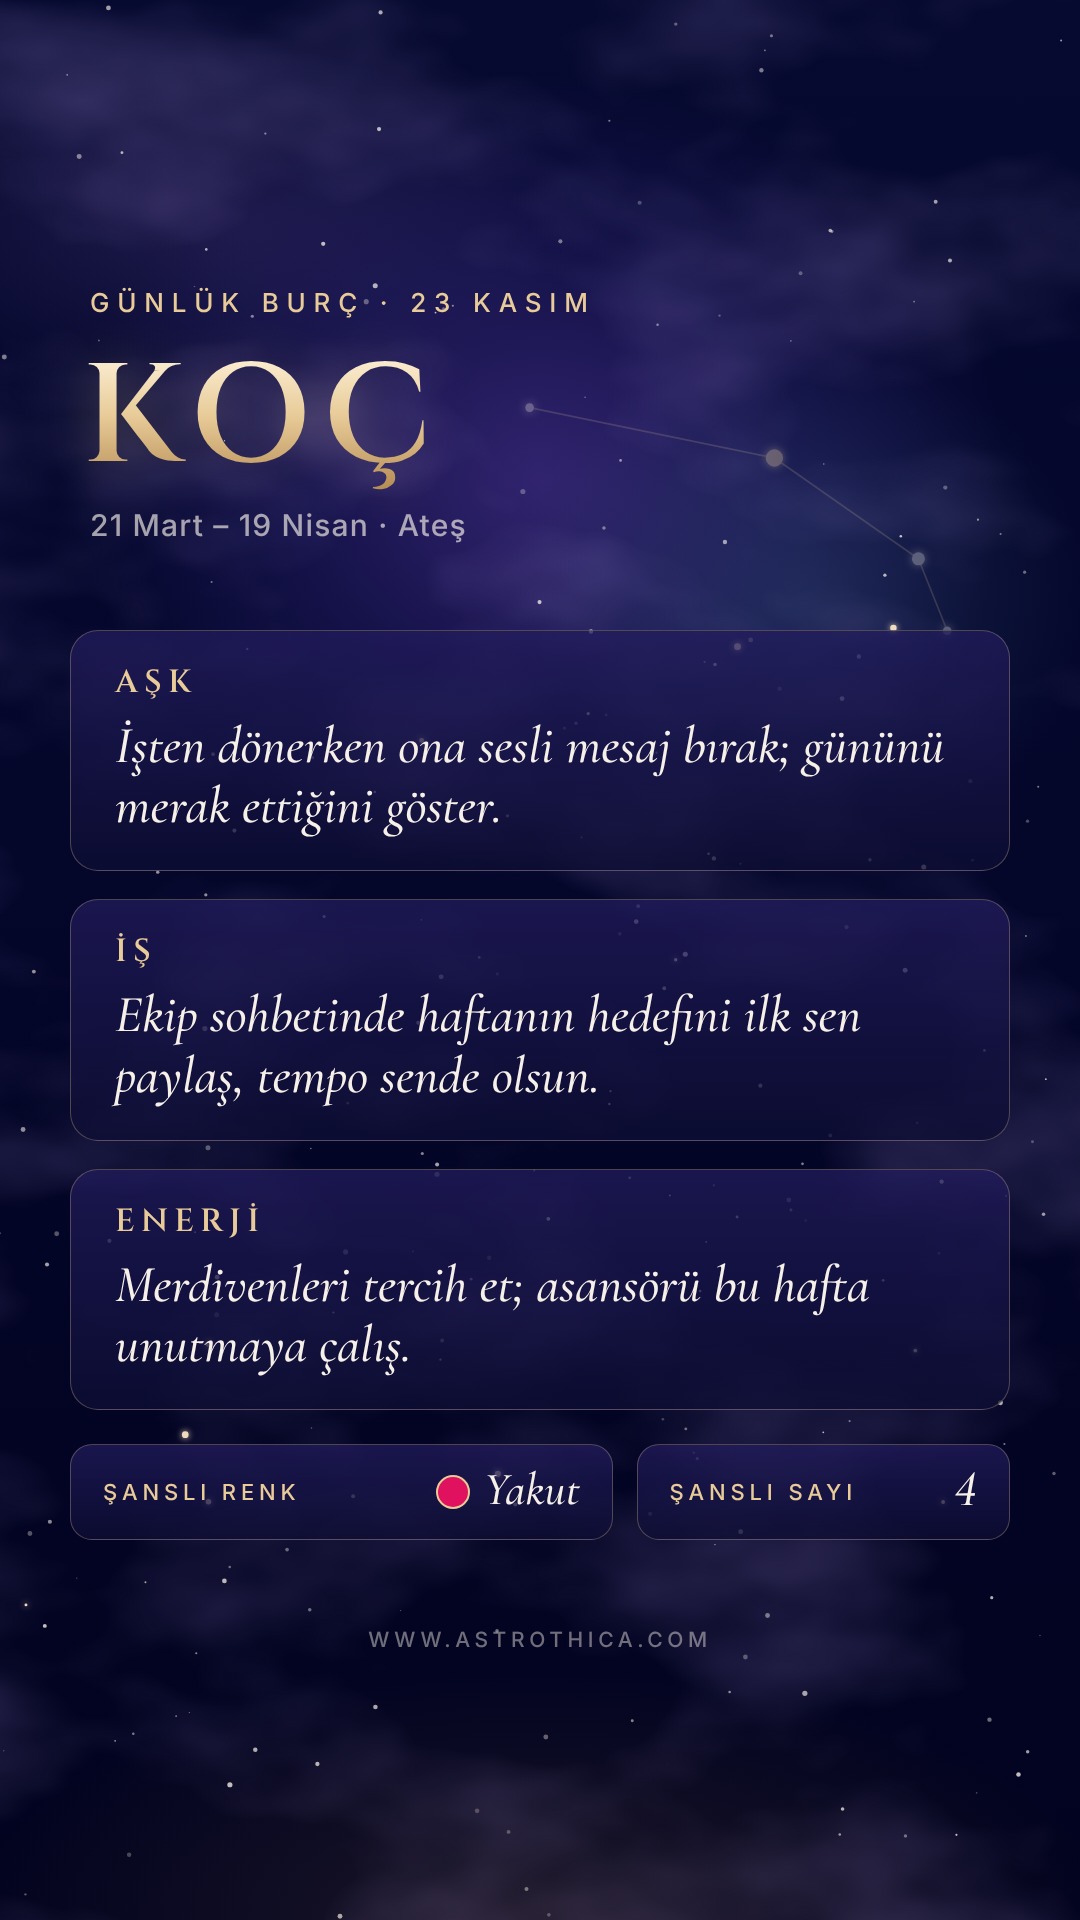 GÜNLÜK BURÇ · 23 KASIM
KOÇ
21 Mart – 19 Nisan · Ateş
AŞK
İşten dönerken ona sesli mesaj bırak; gününü
merak ettiğini göster.
İŞ
Ekip sohbetinde haftanın hedefini ilk sen
paylaş, tempo sende olsun.
ENERJİ
Merdivenleri tercih et; asansörü bu hafta
unutmaya çalış.
ŞANSLI RENK Yakut
ŞANSLI SAYI 4
WWW.ASTROTHICA.COM